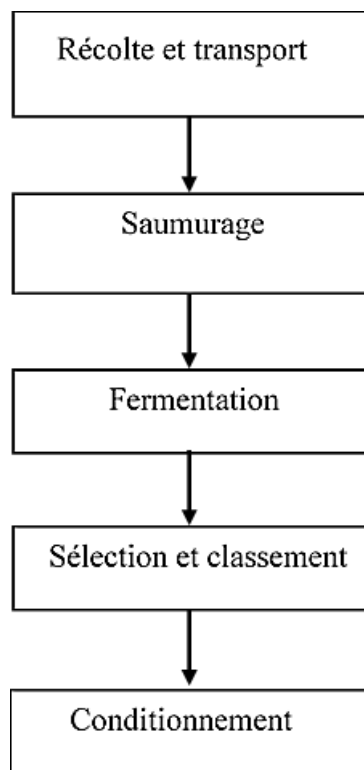 Récolte et transport
Saumurage
Fermentation
Sélection et classement
Conditionnement